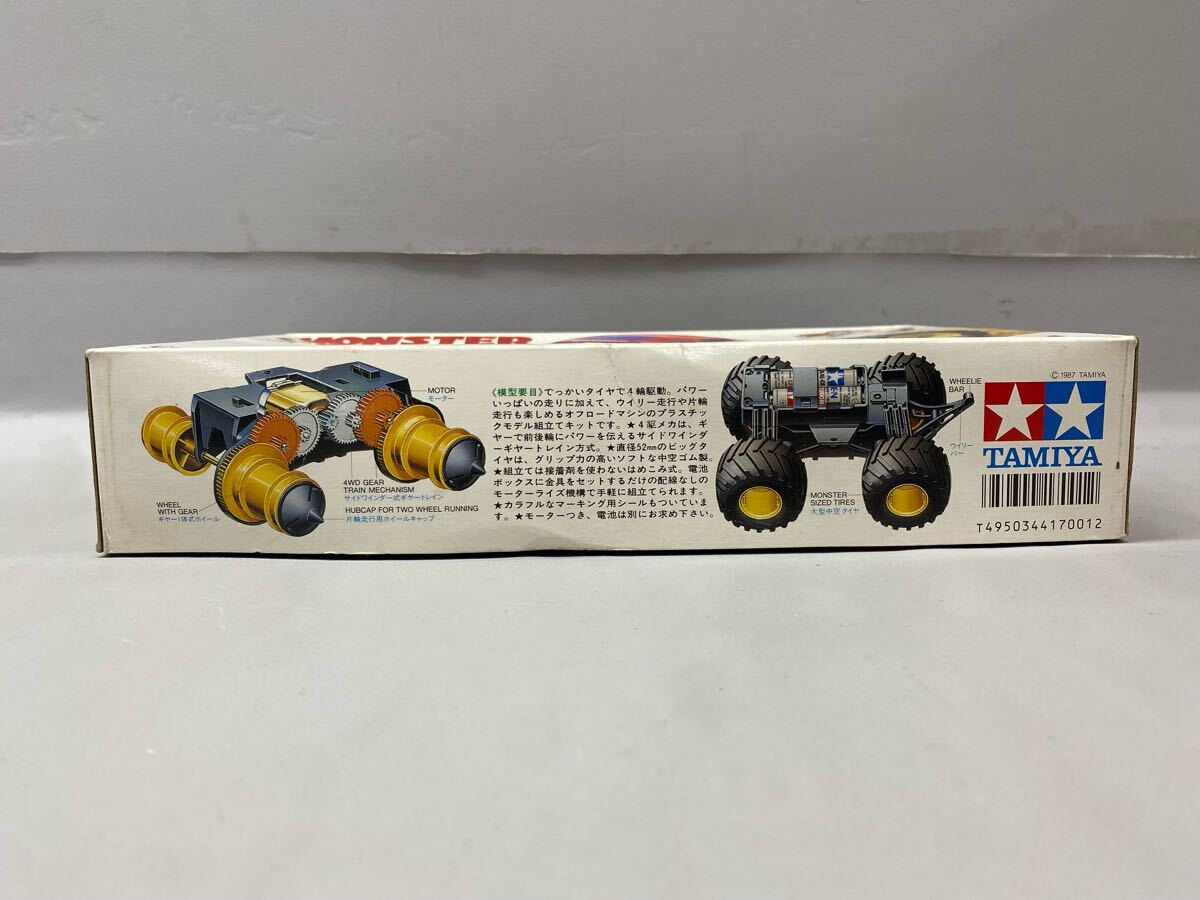 MONSTER
MOTOR
モーター
4WD GEAR
TRAIN MECHANISM
サイドワインダー式ギヤートレイン
WHEEL
WITH GEAR
ギヤー1体式ホイール
HUBCAP FOR TWO WHEEL RUNNING
片輪走行用ホイールキャップ
《模型要目》でっかいタイヤで4輪駆動。パワー
いっぱいの走りに加えて、ウイリー走行や片輪
走行も楽しめるオフロードマシンのプラスチッ
クモデル組立てキットです。★4駆メカは、ギ
ヤーで前後輪にパワーを伝えるサイドワインダ
ーギヤートレイン方式。★直径52mmのビッグタ
イヤは、グリップ力の高いソフトな中空ゴム製。
★組立ては接着剤を使わないはめこみ式。電池
ボックスに金具をセットするだけの配線なしの
モーターライズ機構で手軽に組立てられます。
★カラフルなマーキング用シールもついていま
す。★モーターつき、電池は別にお求め下さい。
WHEELIE
BAR
ウイリー
バー
MONSTER
SIZED TIRES
大型中空タイヤ
© 1987 TAMIYA
TAMIYA
T4950344170012